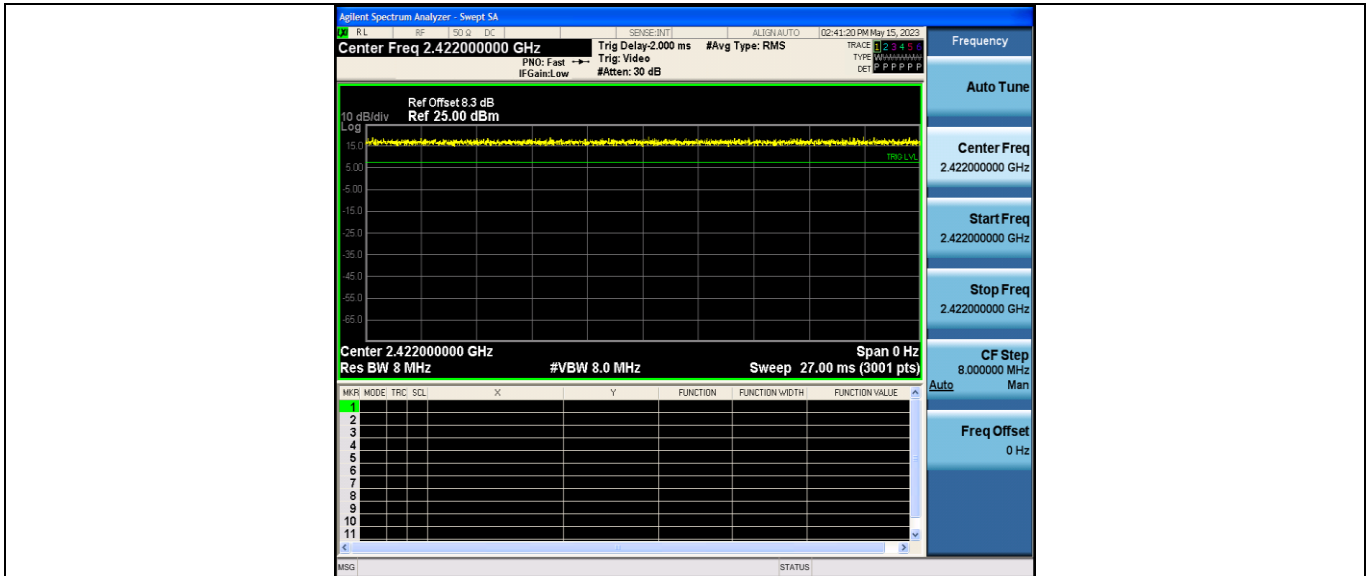 Agilent Spectrum Analyzer - Swept SA
RL RF 50 Ω DC SENSE:INT ALIGN AUTO 02:41:20 PM May 15, 2023
Center Freq 2.422000000 GHz
PNO: Fast
IFGain:Low
Trig Delay-2.000 ms #Avg Type: RMS
Trig: Video
#Atten: 30 dB
TRACE 1 2 3 4 5 6
TYPE
DET P P P P P P
Ref Offset 8.3 dB
10 dB/div Ref 25.00 dBm
Log
15.0
TRIG LVL
5.00
-5.00
-15.0
-25.0
-35.0
-45.0
-55.0
-65.0
Center 2.422000000 GHz Span 0 Hz
Res BW 8 MHz #VBW 8.0 MHz Sweep 27.00 ms (3001 pts)
MKR MODE TRC SCL X Y FUNCTION FUNCTION WIDTH FUNCTION VALUE
1
2
3
4
5
6
7
8
9
10
11
MSG STATUS
Frequency
Auto Tune
Center Freq
2.422000000 GHz
Start Freq
2.422000000 GHz
Stop Freq
2.422000000 GHz
CF Step
8.000000 MHz
Auto Man
Freq Offset
0 Hz